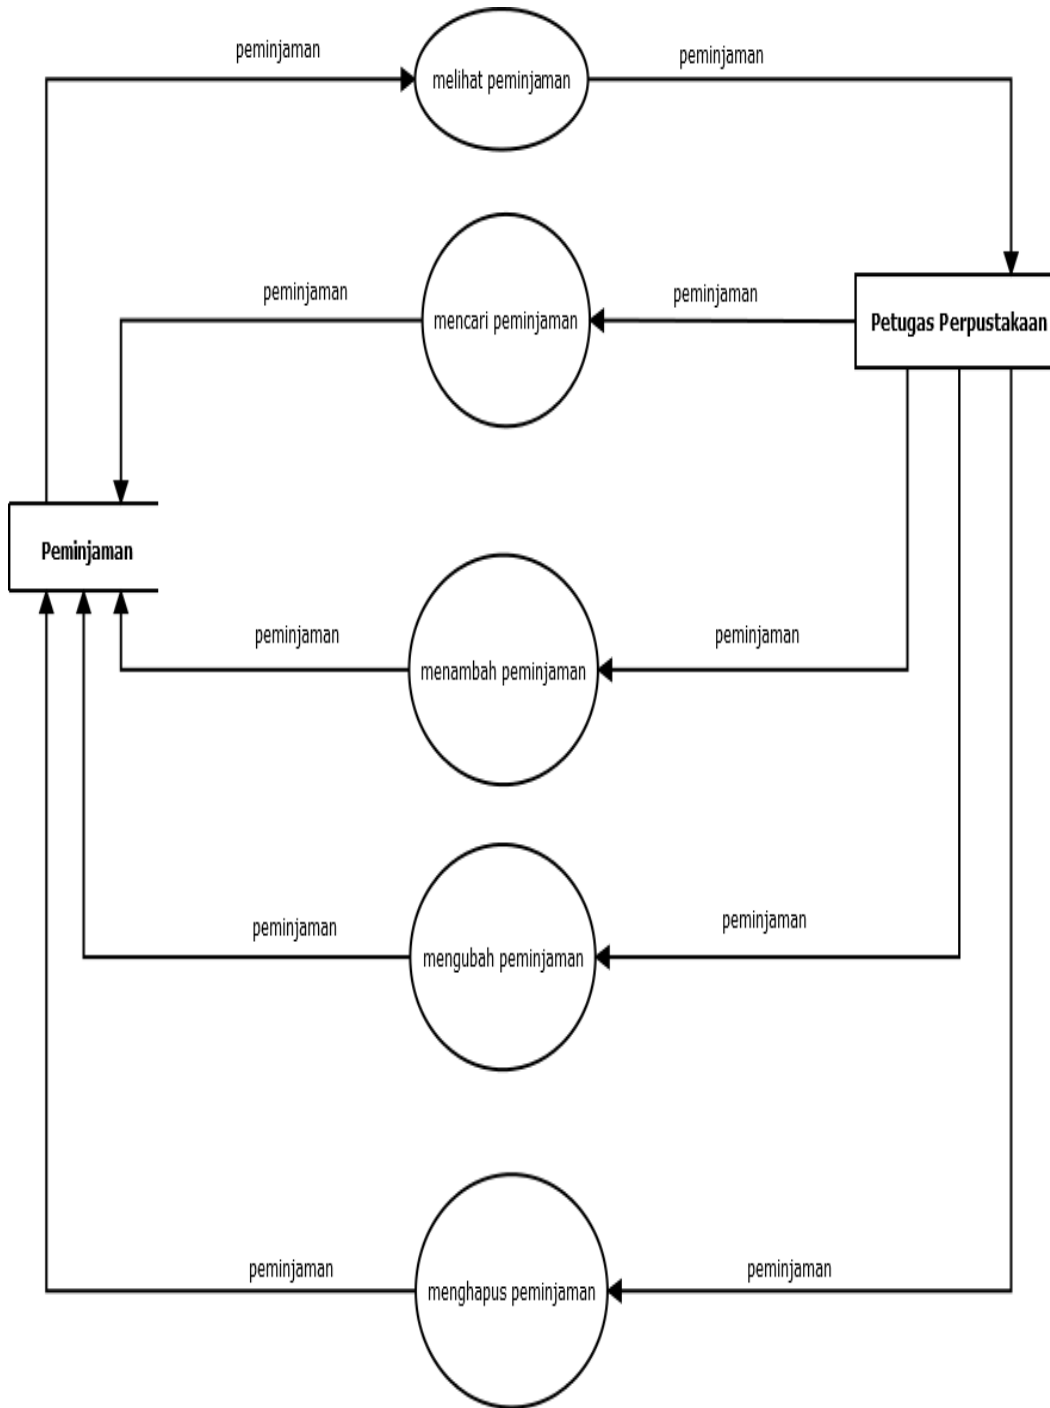 peminjaman
peminjaman
melihat peminjaman
peminjaman
peminjaman
mencari peminjaman
Petugas Perpustakaan
Peminjaman
peminjaman
peminjaman
menambah peminjaman
peminjaman
peminjaman
mengubah peminjaman
peminjaman
peminjaman
menghapus peminjaman